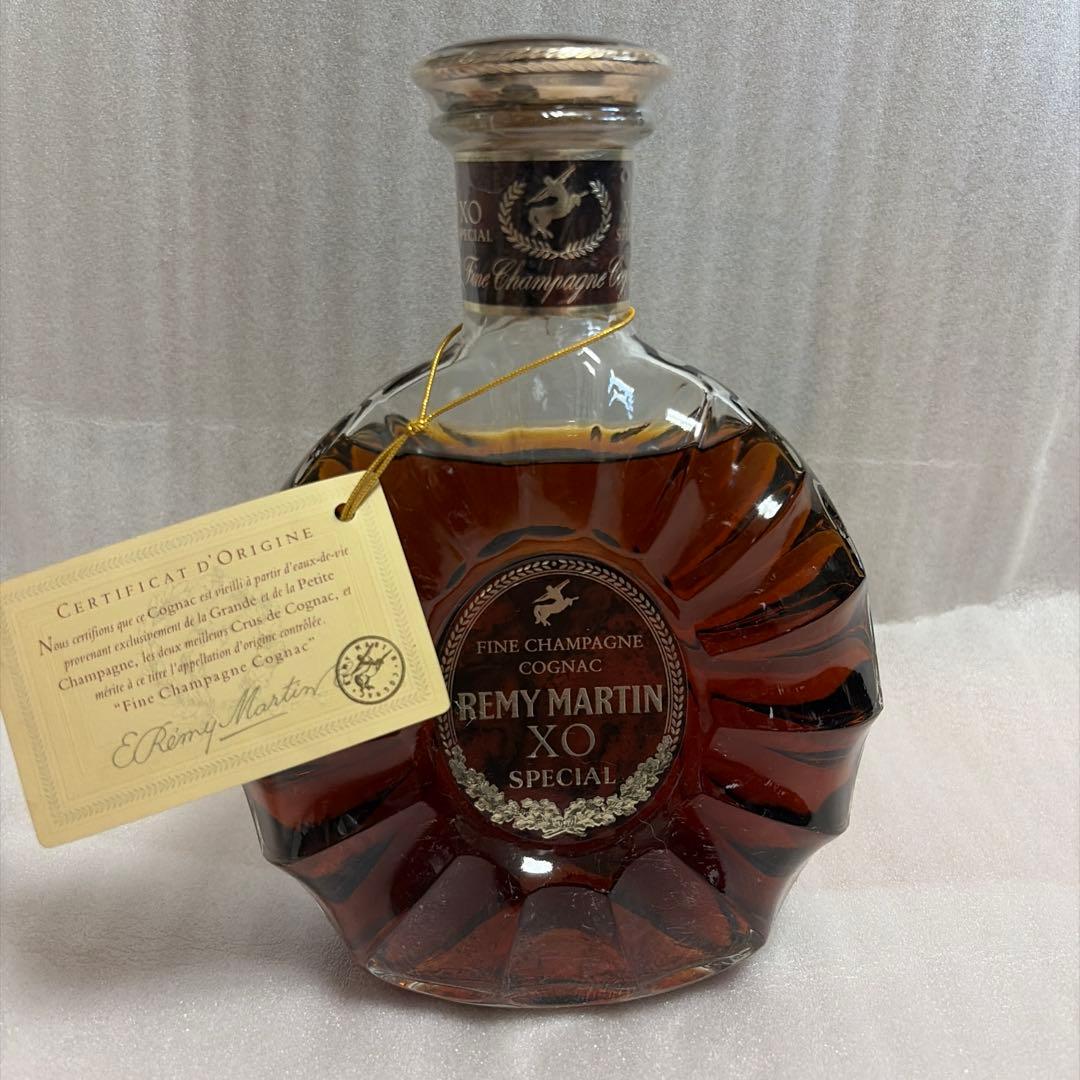 XO
SPECIAL
Fine Champagne
CERTIFICAT D'ORIGINE
Nous certifions que ce Cognac est vieilli à partir d'eaux-de-vie
provenant exclusivement de la Grande et de la Petite
Champagne, les deux meilleurs Crus de Cognac, et
mérite à ce titre l'appellation d'origine contrôlée.
"Fine Champagne Cognac"
E. Rémy Martin
FINE CHAMPAGNE
COGNAC
REMY MARTIN
XO
SPECIAL